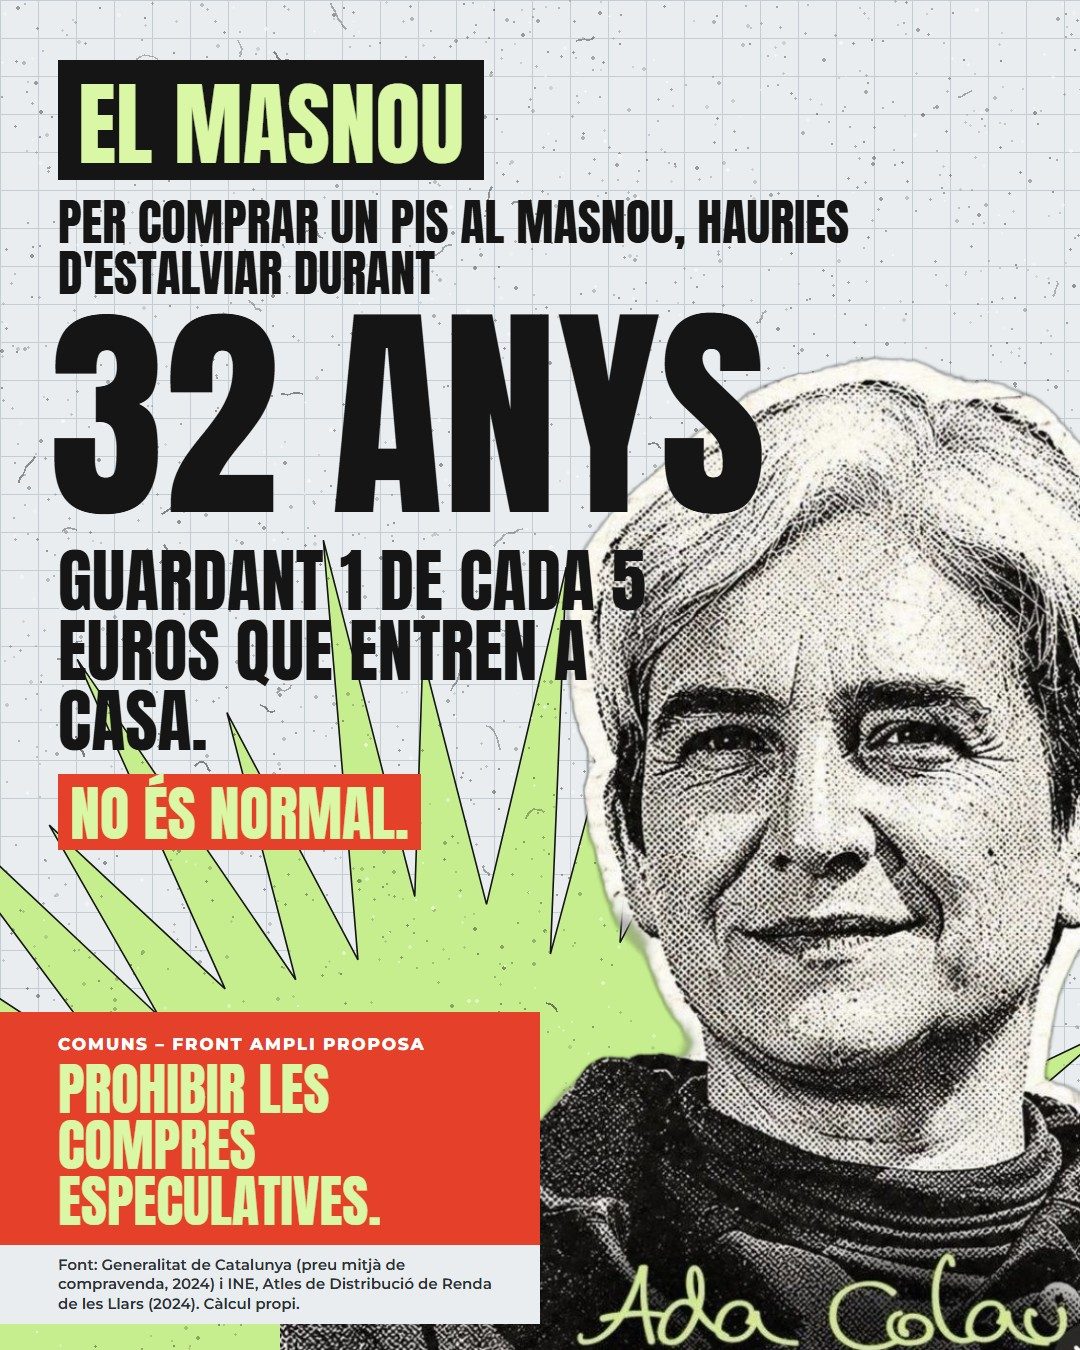 EL MASNOU
PER COMPRAR UN PIS AL MASNOU, HAURIES
D'ESTALVIAR DURANT
32 ANYS
GUARDANT 1 DE CADA 5
EUROS QUE ENTREN A
CASA.
NO ÉS NORMAL.
COMUNS – FRONT AMPLI PROPOSA
PROHIBIR LES
COMPRES
ESPECULATIVES.
Font: Generalitat de Catalunya (preu mitjà de
compravenda, 2024) i INE, Atles de Distribució de Renda
de les Llars (2024). Càlcul propi.
Ada Colau